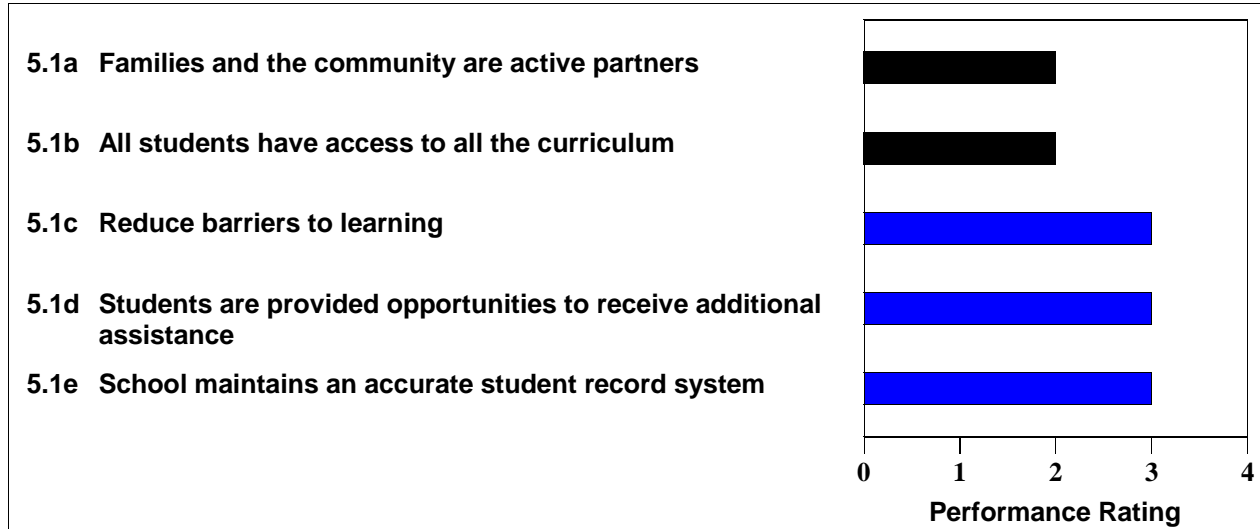 5.1a Families and the community are active partners
5.1b All students have access to all the curriculum
5.1c Reduce barriers to learning
5.1d Students are provided opportunities to receive additional
assistance
5.1e School maintains an accurate student record system
0 1 2 3 4
Performance Rating